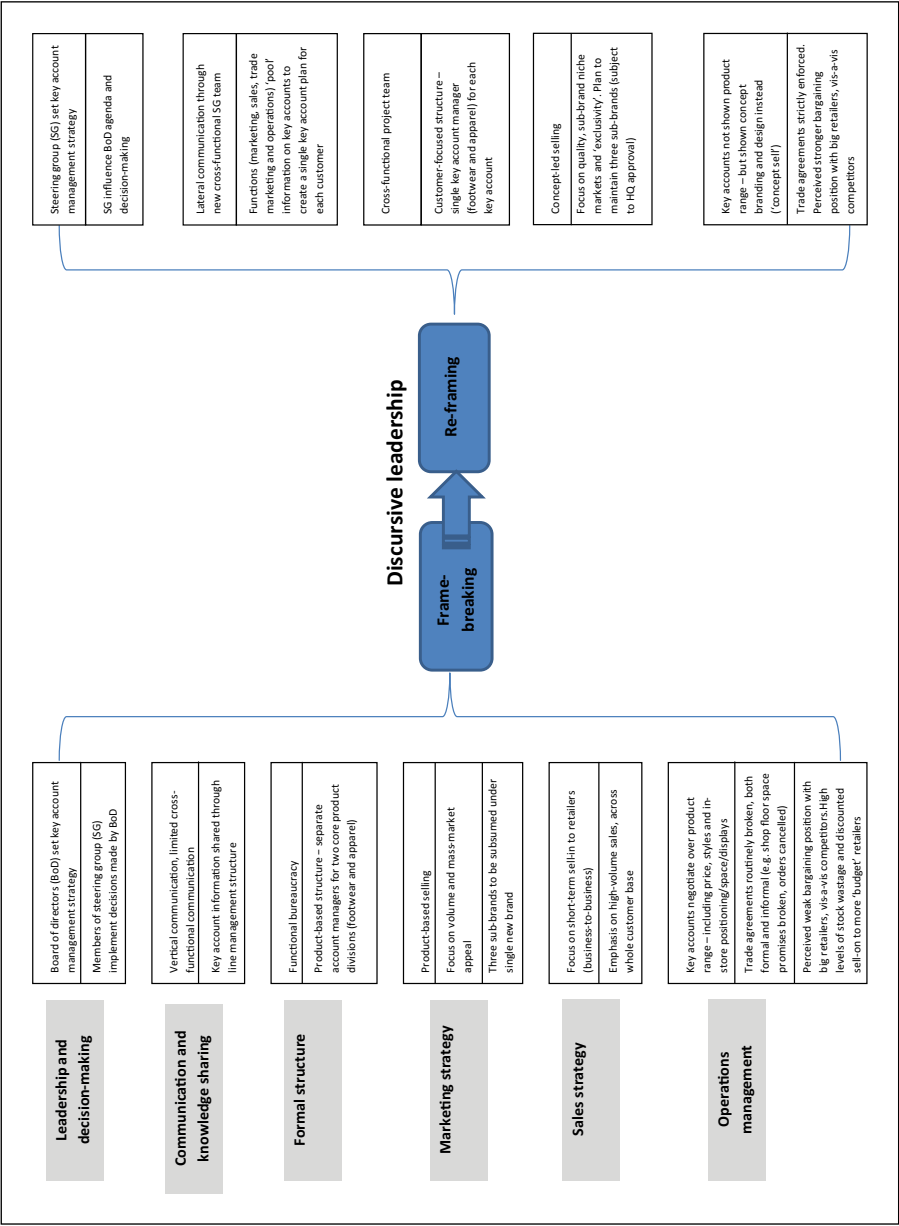 Leadership and
decision-making
Board of directors (BoD) set key account
management strategy
Members of steering group (SG)
implement decisions made by BoD
Communication and
knowledge sharing
Vertical communication, limited cross-
functional communication
Key account information shared through
line management structure
Formal structure
Functional bureaucracy
Product-based structure – separate
account managers for two core product
divisions (footwear and apparel)
Marketing strategy
Product-based selling
Focus on volume and mass-market
appeal
Three sub-brands to be subsumed under
single new brand
Sales strategy
Focus on short-term sell-in to retailers
(business-to-business)
Emphasis on high-volume sales, across
whole customer base
Operations
management
Key accounts negotiate over product
range – including price, styles and in-
store positioning/space/displays
Trade agreements routinely broken, both
formal and informal (e.g. shop floor space
promises broken, orders cancelled)
Perceived weak bargaining position with
big retailers, vis-a-vis competitors.High
levels of stock wastage and discounted
sell-on to more 'budget' retailers
Discursive leadership
Frame-
breaking
Re-framing
Steering group (SG) set key account
management strategy
SG influence BoD agenda and
decision-making
Lateral communication through
new cross-functional SG team
Functions (marketing, sales, trade
marketing and operations) 'pool'
information on key accounts to
create a single key account plan for
each customer
Cross-functional project team
Customer-focused structure –
single key account manager
(footwear and apparel) for each
key account
Concept-led selling
Focus on quality, sub-brand niche
markets and 'exclusivity'. Plan to
maintain three sub-brands (subject
to HQ approval)
Key accounts not shown product
range – but shown concept
branding and design instead
('concept self')
Trade agreements strictly enforced.
Perceived stronger bargaining
position with big retailers, vis-a-vis
competitors